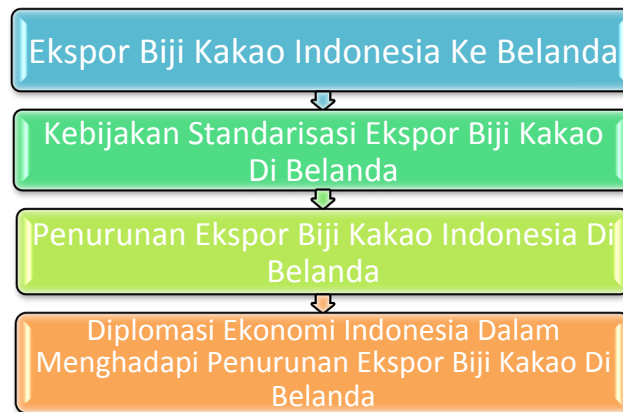 Ekspor Biji Kakao Indonesia Ke Belanda
Kebijakan Standarisasi Ekspor Biji Kakao
Di Belanda
Penurunan Ekspor Biji Kakao Indonesia Di
Belanda
Diplomasi Ekonomi Indonesia Dalam
Menghadapi Penurunan Ekspor Biji Kakao Di
Belanda